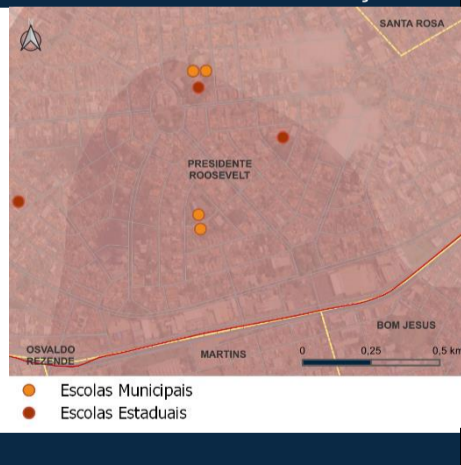 SANTA ROSA
PRESIDENTE
ROOSEVELT
BOM JESUS
OSVALDO
REZENDE
MARTINS
0 0,25 0,5 km
Escolas Municipais
Escolas Estaduais